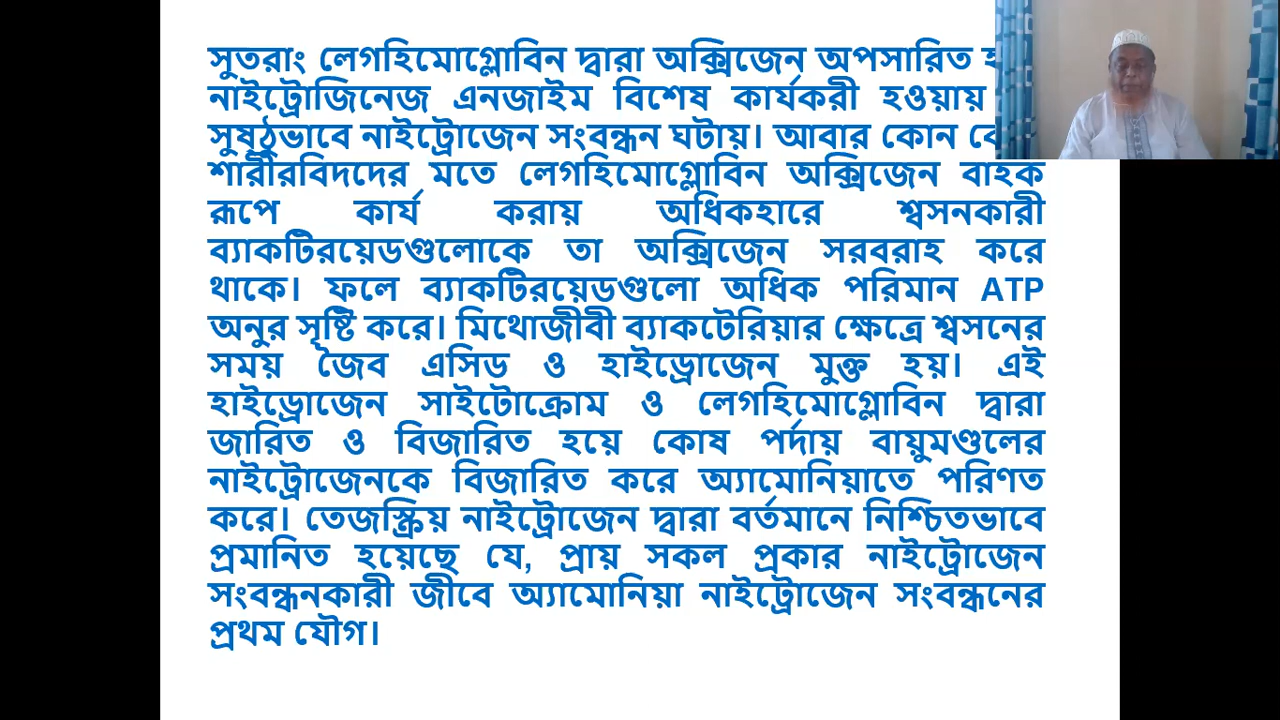 সুতরাং লেগহিমোগ্লোবিন দ্বারা অক্সিজেন অপসারিত
নাইট্রোজিনেজ এনজাইম বিশেষ কার্যকরী হওয়ায়
সুষ্ঠুভাবে নাইট্রোজেন সংবন্ধন ঘটায়। আবার কোন
শারীরবিদদের মতে লেগহিমোগ্লোবিন অক্সিজেন বাহক
রূপে কার্য করায় অধিকহারে শ্বসনকারী
ব্যাকটিরয়েডগুলোকে তা অক্সিজেন সরবরাহ করে
থাকে। ফলে ব্যাকটিরয়েডগুলো অধিক পরিমান ATP
অনুর সৃষ্টি করে। মিথোজীবী ব্যাকটেরিয়ার ক্ষেত্রে শ্বসনের
সময় জৈব এসিড ও হাইড্রোজেন মুক্ত হয়। এই
হাইড্রোজেন সাইটোক্রোম ও লেগহিমোগ্লোবিন দ্বারা
জারিত ও বিজারিত হয়ে কোষ পর্দায় বায়ুমণ্ডলের
নাইট্রোজেনকে বিজারিত করে অ্যামোনিয়াতে পরিণত
করে। তেজস্ক্রিয় নাইট্রোজেন দ্বারা বর্তমানে নিশ্চিতভাবে
প্রমানিত হয়েছে যে, প্রায় সকল প্রকার নাইট্রোজেন
সংবন্ধনকারী জীবে অ্যামোনিয়া নাইট্রোজেন সংবন্ধনের
প্রথম যৌগ।